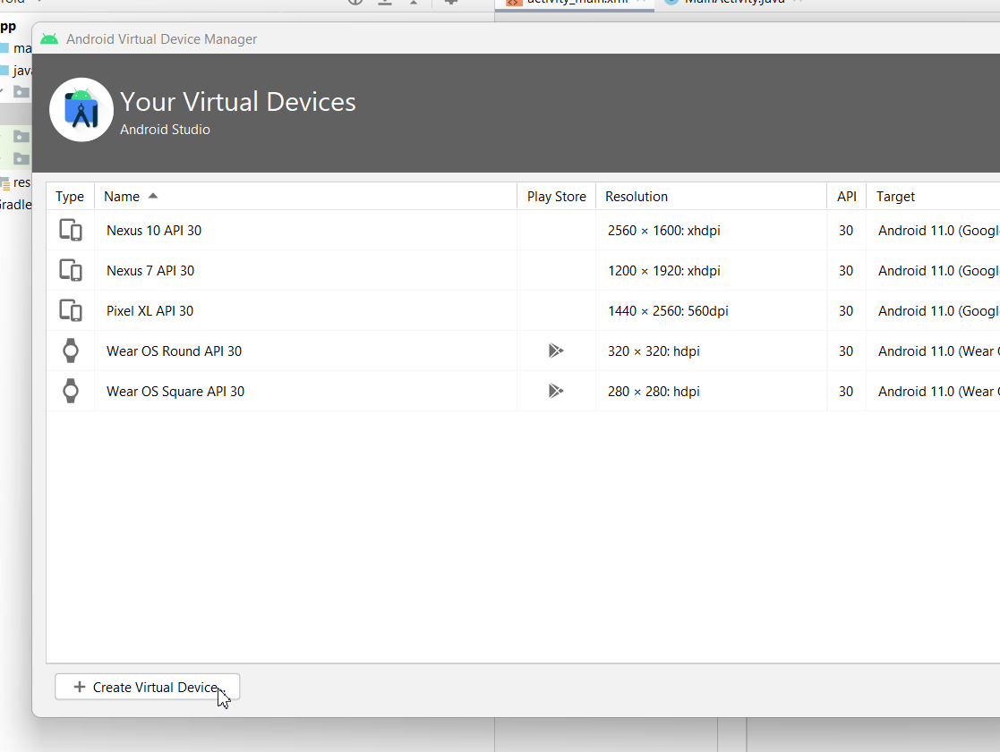 activity_main.xml MainActivity.java
pp
Android Virtual Device Manager
ma
java
Your Virtual Devices
Android Studio
res
Gradle
Type Name Play Store Resolution API Target
Nexus 10 API 30 2560 × 1600: xhdpi 30 Android 11.0 (Googl
Nexus 7 API 30 1200 × 1920: xhdpi 30 Android 11.0 (Googl
Pixel XL API 30 1440 × 2560: 560dpi 30 Android 11.0 (Googl
Wear OS Round API 30 320 × 320: hdpi 30 Android 11.0 (Wear
Wear OS Square API 30 280 × 280: hdpi 30 Android 11.0 (Wear
+ Create Virtual Device...